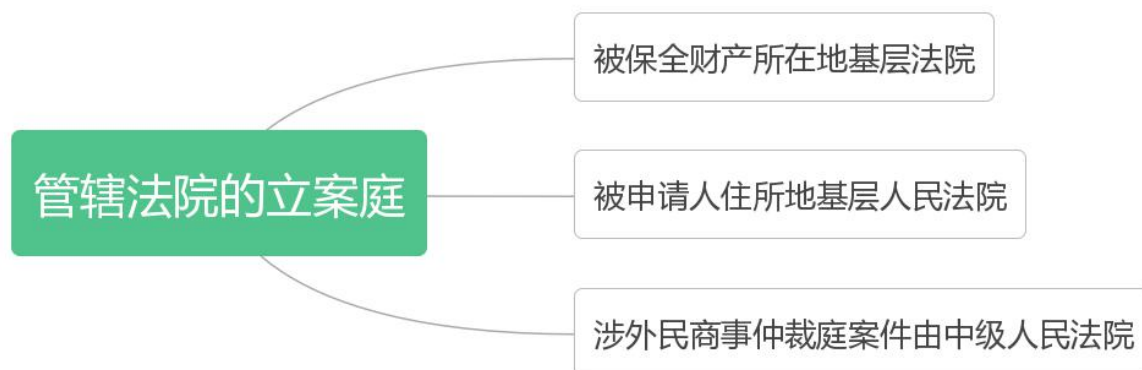 被保全财产所在地基层法院
管辖法院的立案庭
被申请人住所地基层人民法院
涉外民商事仲裁庭案件由中级人民法院